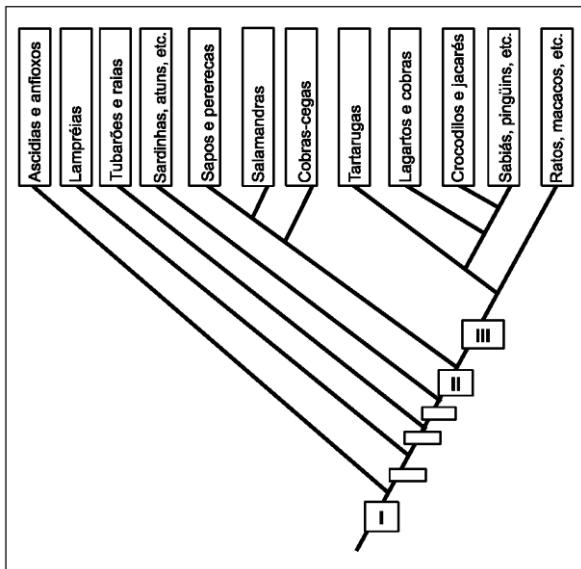 Ascidias e anfioxos
Lampréias
Tubarões e raias
Sardinhas, atuns, etc.
Sapos e pererecas
Salamandras
Cobras-cegas
Tartarugas
Lagartos e cobras
Crocodilos e jacarés
Sabiás, pingüins, etc.
Ratos, macacos, etc.
III
II
I